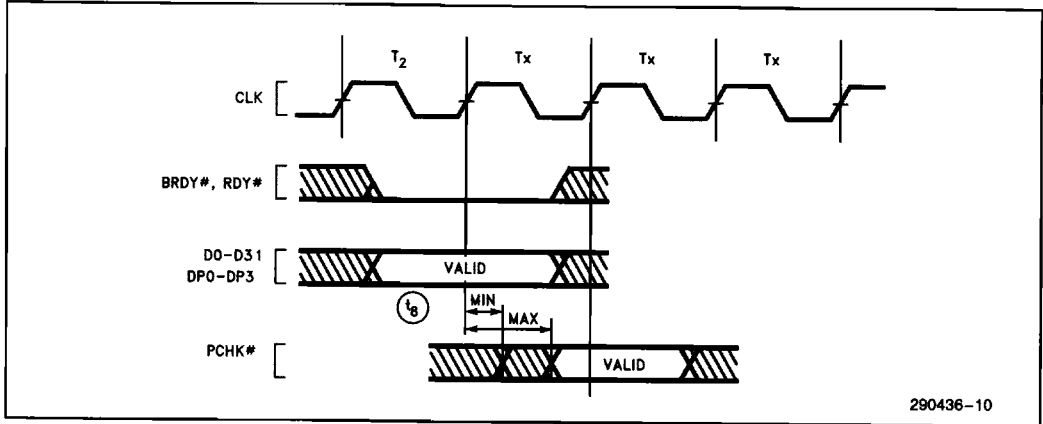 T2 Tx Tx Tx
CLK
BRDY#, RDY#
D0-D31
DP0-DP3
VALID
t8
MIN
MAX
PCHK#
VALID
290436-10